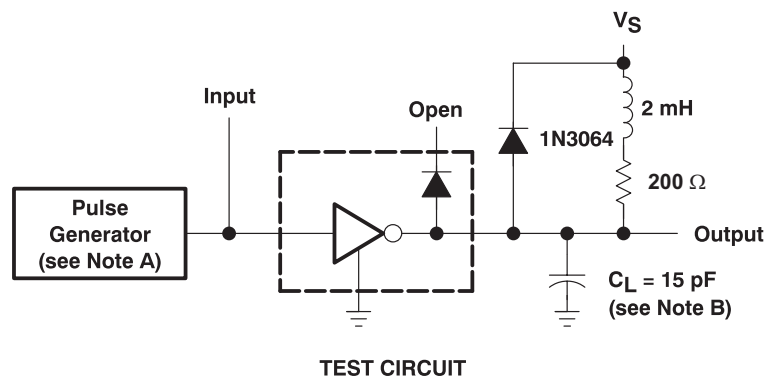 VS
Input
Open
2 mH
1N3064
200 Ω
Pulse
Generator
(see Note A)
Output
CL = 15 pF
(see Note B)
TEST CIRCUIT